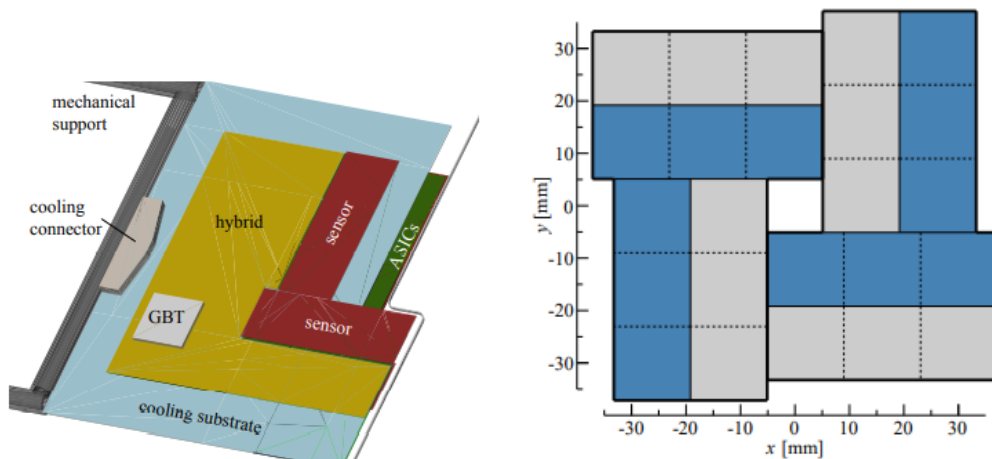 mechanical
support
cooling
connector
hybrid
sensor
ASICs
GBT
sensor
cooling substrate
y [mm]
30
20
10
0
-10
-20
-30
-30 -20 -10 0 10 20 30
x [mm]